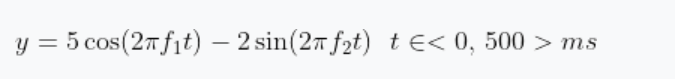 y = 5 cos(2πf₁t) − 2 sin(2πf₂t)  t ∈< 0, 500 > ms